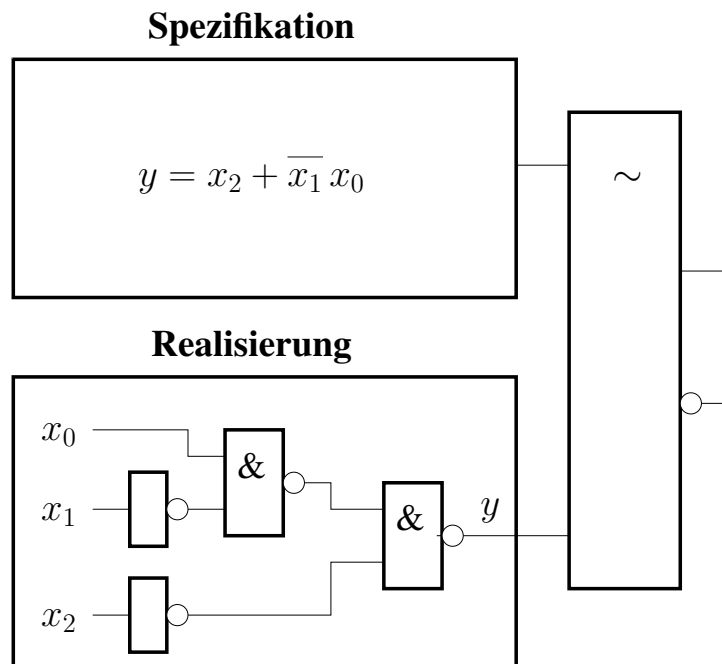 Spezifikation
y = x₂ + x̅₁ x₀
~
Realisierung
x₀
&
x₁
&
y
x₂